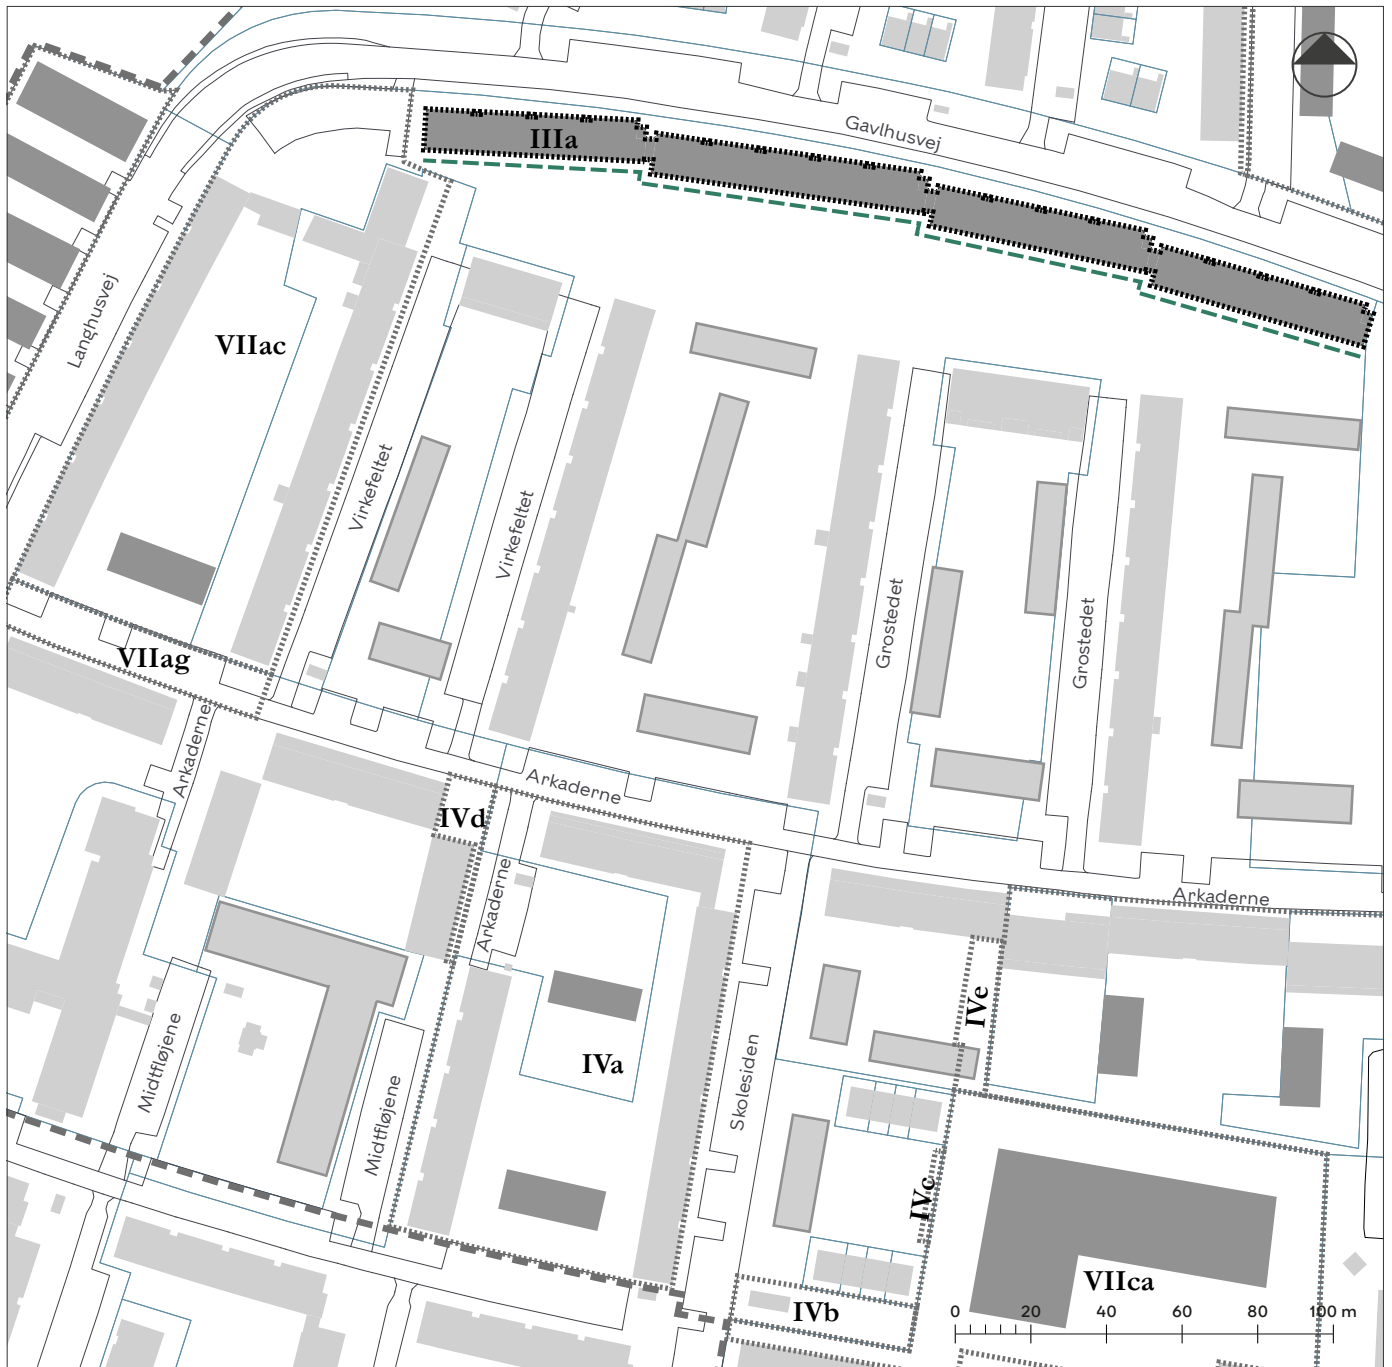 Gavlhusvej
IIIa
Langhusvej
VIIac
Virkefeltet
Virkefeltet
Grostedet
Grostedet
VIIag
Arkaderne
Arkaderne
IVd
Arkaderne
Arkaderne
IVe
Midtfløjene
IVa
Skolesiden
Midtfløjene
IVc
VIIca
IVb
0 20 40 60 80 100 m